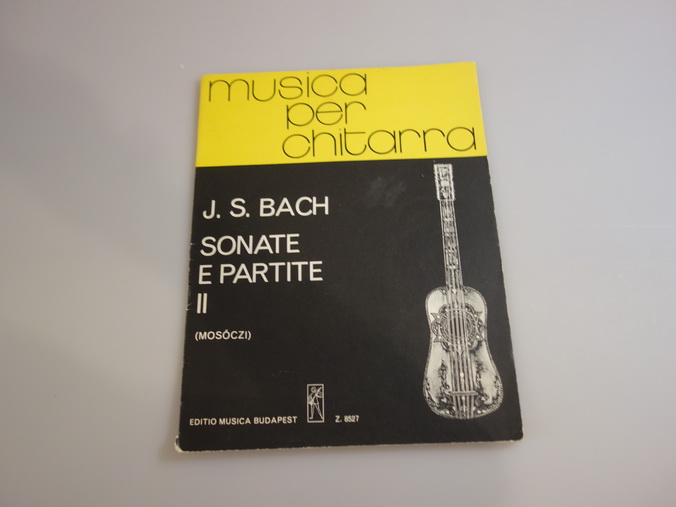 musica
per
chitarra
J. S. BACH
SONATE
E PARTITE
II
(MOSÓCZI)
EDITIO MUSICA BUDAPEST
Z. 8527